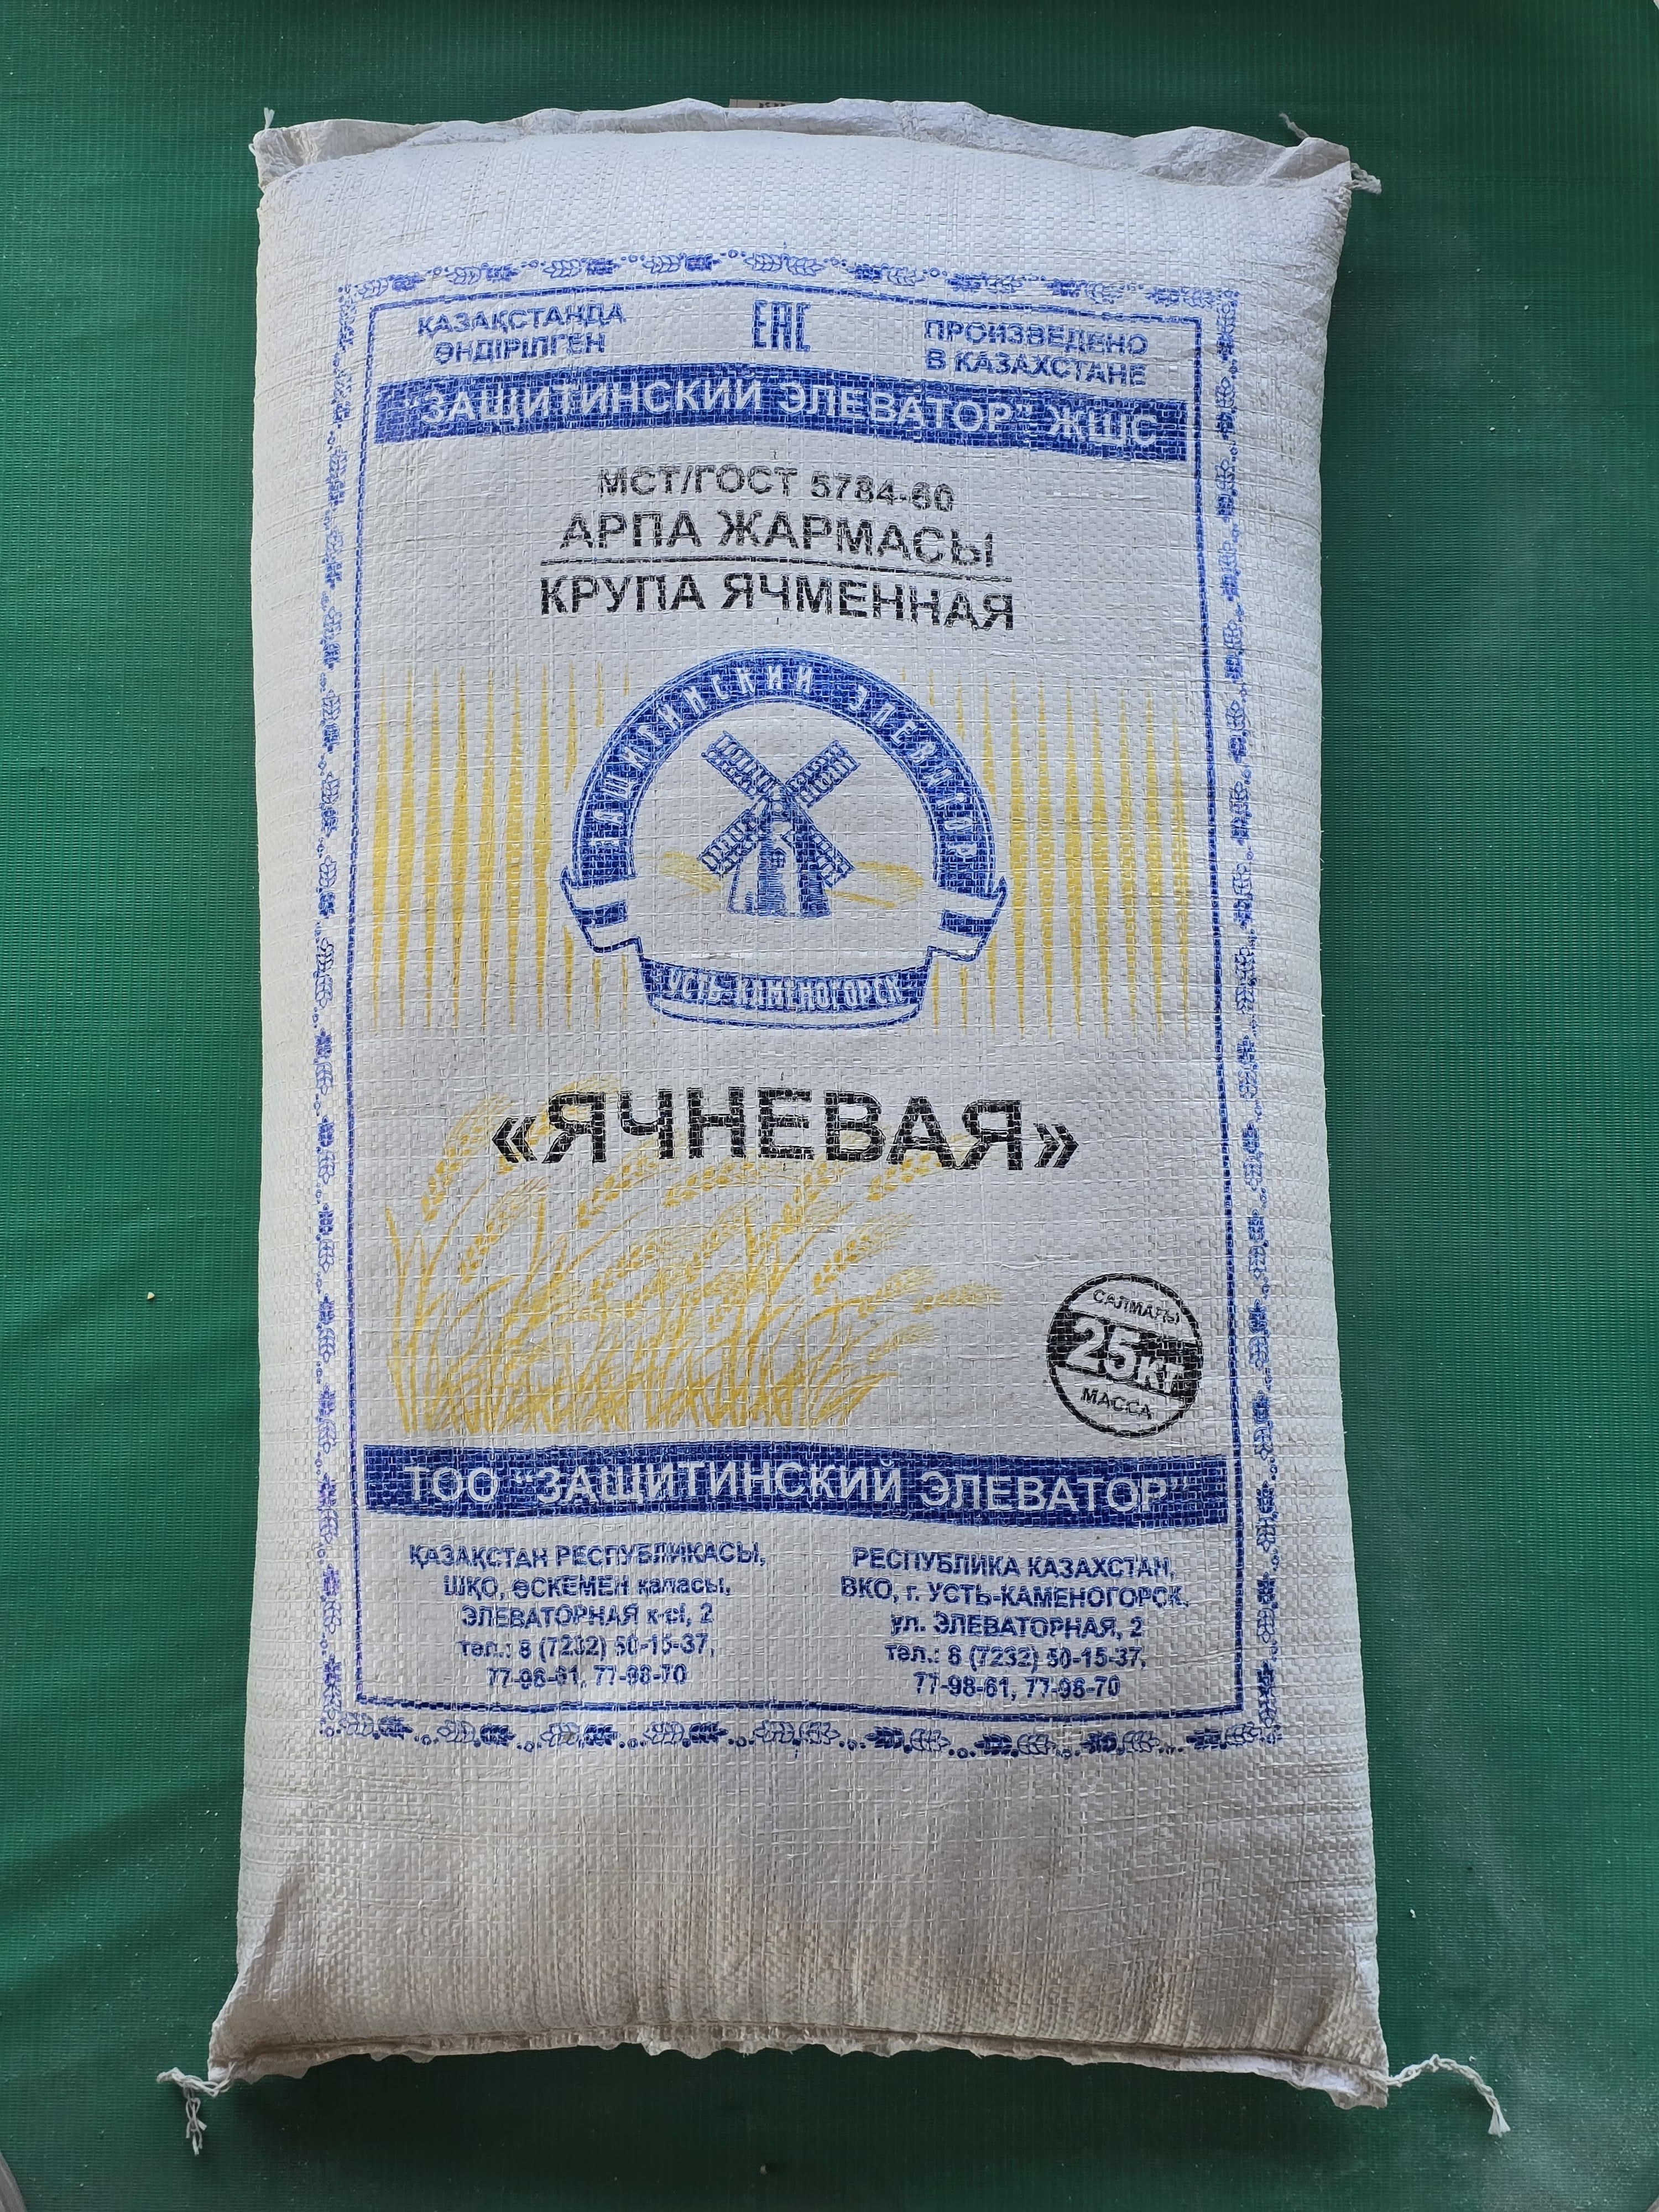 ҚАЗАҚСТАНДА
ӨНДІРІЛГЕН
ЕАС
ПРОИЗВЕДЕНО
В КАЗАХСТАНЕ
"ЗАЩИТИНСКИЙ ЭЛЕВАТОР" ЖШС
МСТ/ГОСТ 5784-60
АРПА ЖАРМАСЫ
КРУПА ЯЧМЕННАЯ
ЗАЩИТИНСКИЙ ЭЛЕВАТОР
УСТЬ-КАМЕНОГОРСК
«ЯЧНЕВАЯ»
САЛМАҒЫ
25КГ
МАССА
ТОО "ЗАЩИТИНСКИЙ ЭЛЕВАТОР"
ҚАЗАҚСТАН РЕСПУБЛИКАСЫ,
ШҚО, ӨСКЕМЕН қаласы,
ЭЛЕВАТОРНАЯ к-сі, 2
тел.: 8 (7232) 50-15-37,
77-98-61, 77-98-70
РЕСПУБЛИКА КАЗАХСТАН,
ВКО, г. УСТЬ-КАМЕНОГОРСК,
ул. ЭЛЕВАТОРНАЯ, 2
тел.: 8 (7232) 50-15-37,
77-98-61, 77-98-70